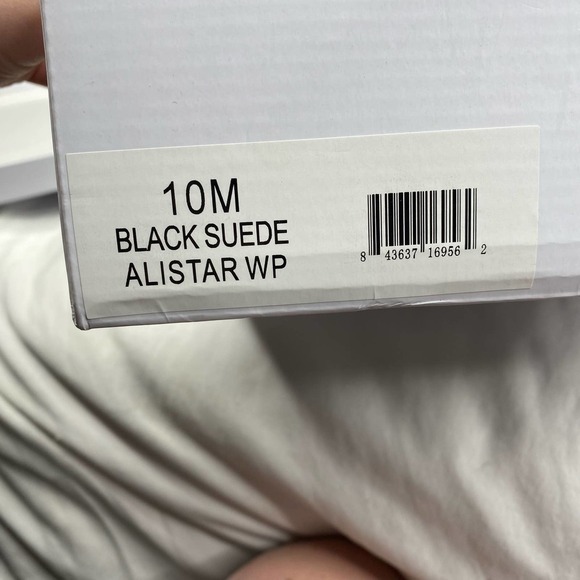 10M
BLACK SUEDE
ALISTAR WP
8 43637 16956 2